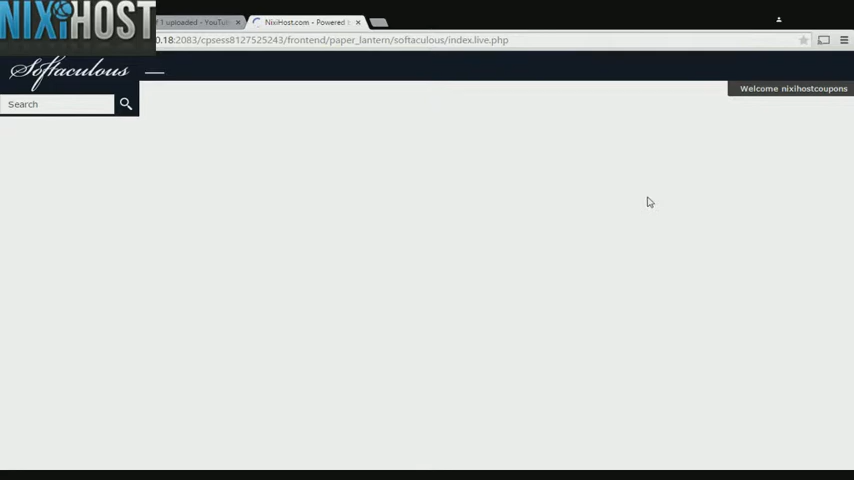 NIXIHOST
1 uploaded - YouTub
NixiHost.com - Powered b
0.18:2083/cpsess8127525243/frontend/paper_lantern/softaculous/index.live.php
Softaculous
Welcome nixihostcoupons
Search